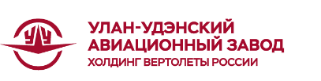 УЛАН-УДЭНСКИЙ
АВИАЦИОННЫЙ ЗАВОД
ХОЛДИНГ ВЕРТОЛЕТЫ РОССИИ